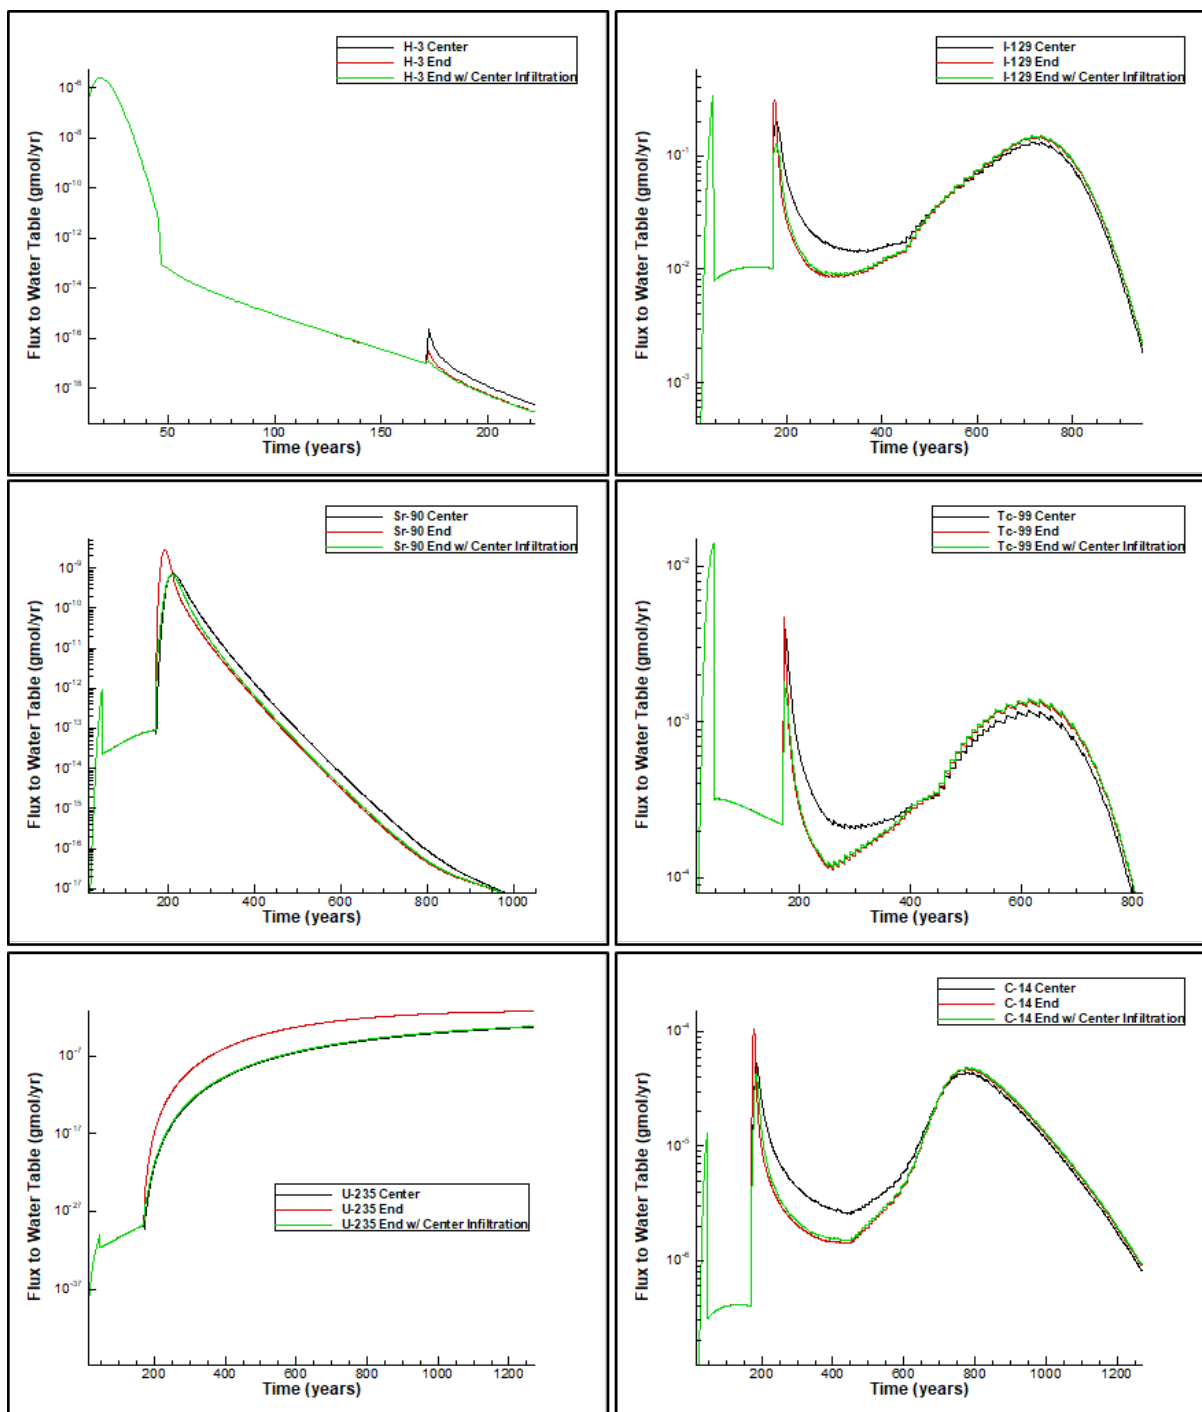 H-3 Center
H-3 End
H-3 End w/ Center Infiltration
Flux to Water Table (gmol/yr)
10⁻⁶
10⁻⁸
10⁻¹⁰
10⁻¹²
10⁻¹⁴
10⁻¹⁶
10⁻¹⁸
50 100 150 200
Time (years)
I-129 Center
I-129 End
I-129 End w/ Center Infiltration
Flux to Water Table (gmol/yr)
10⁻¹
10⁻²
10⁻³
200 400 600 800
Time (years)
Sr-90 Center
Sr-90 End
Sr-90 End w/ Center Infiltration
Flux to Water Table (gmol/yr)
10⁻⁹
10⁻¹⁰
10⁻¹¹
10⁻¹²
10⁻¹³
10⁻¹⁴
10⁻¹⁵
10⁻¹⁶
10⁻¹⁷
200 400 600 800 1000
Time (years)
Tc-99 Center
Tc-99 End
Tc-99 End w/ Center Infiltration
Flux to Water Table (gmol/yr)
10⁻²
10⁻³
10⁻⁴
200 400 600 800
Time (years)
U-235 Center
U-235 End
U-235 End w/ Center Infiltration
Flux to Water Table (gmol/yr)
10⁻⁷
10⁻¹⁷
10⁻²⁷
10⁻³⁷
200 400 600 800 1000 1200
Time (years)
C-14 Center
C-14 End
C-14 End w/ Center Infiltration
Flux to Water Table (gmol/yr)
10⁻⁴
10⁻⁵
10⁻⁶
200 400 600 800 1000 1200
Time (years)